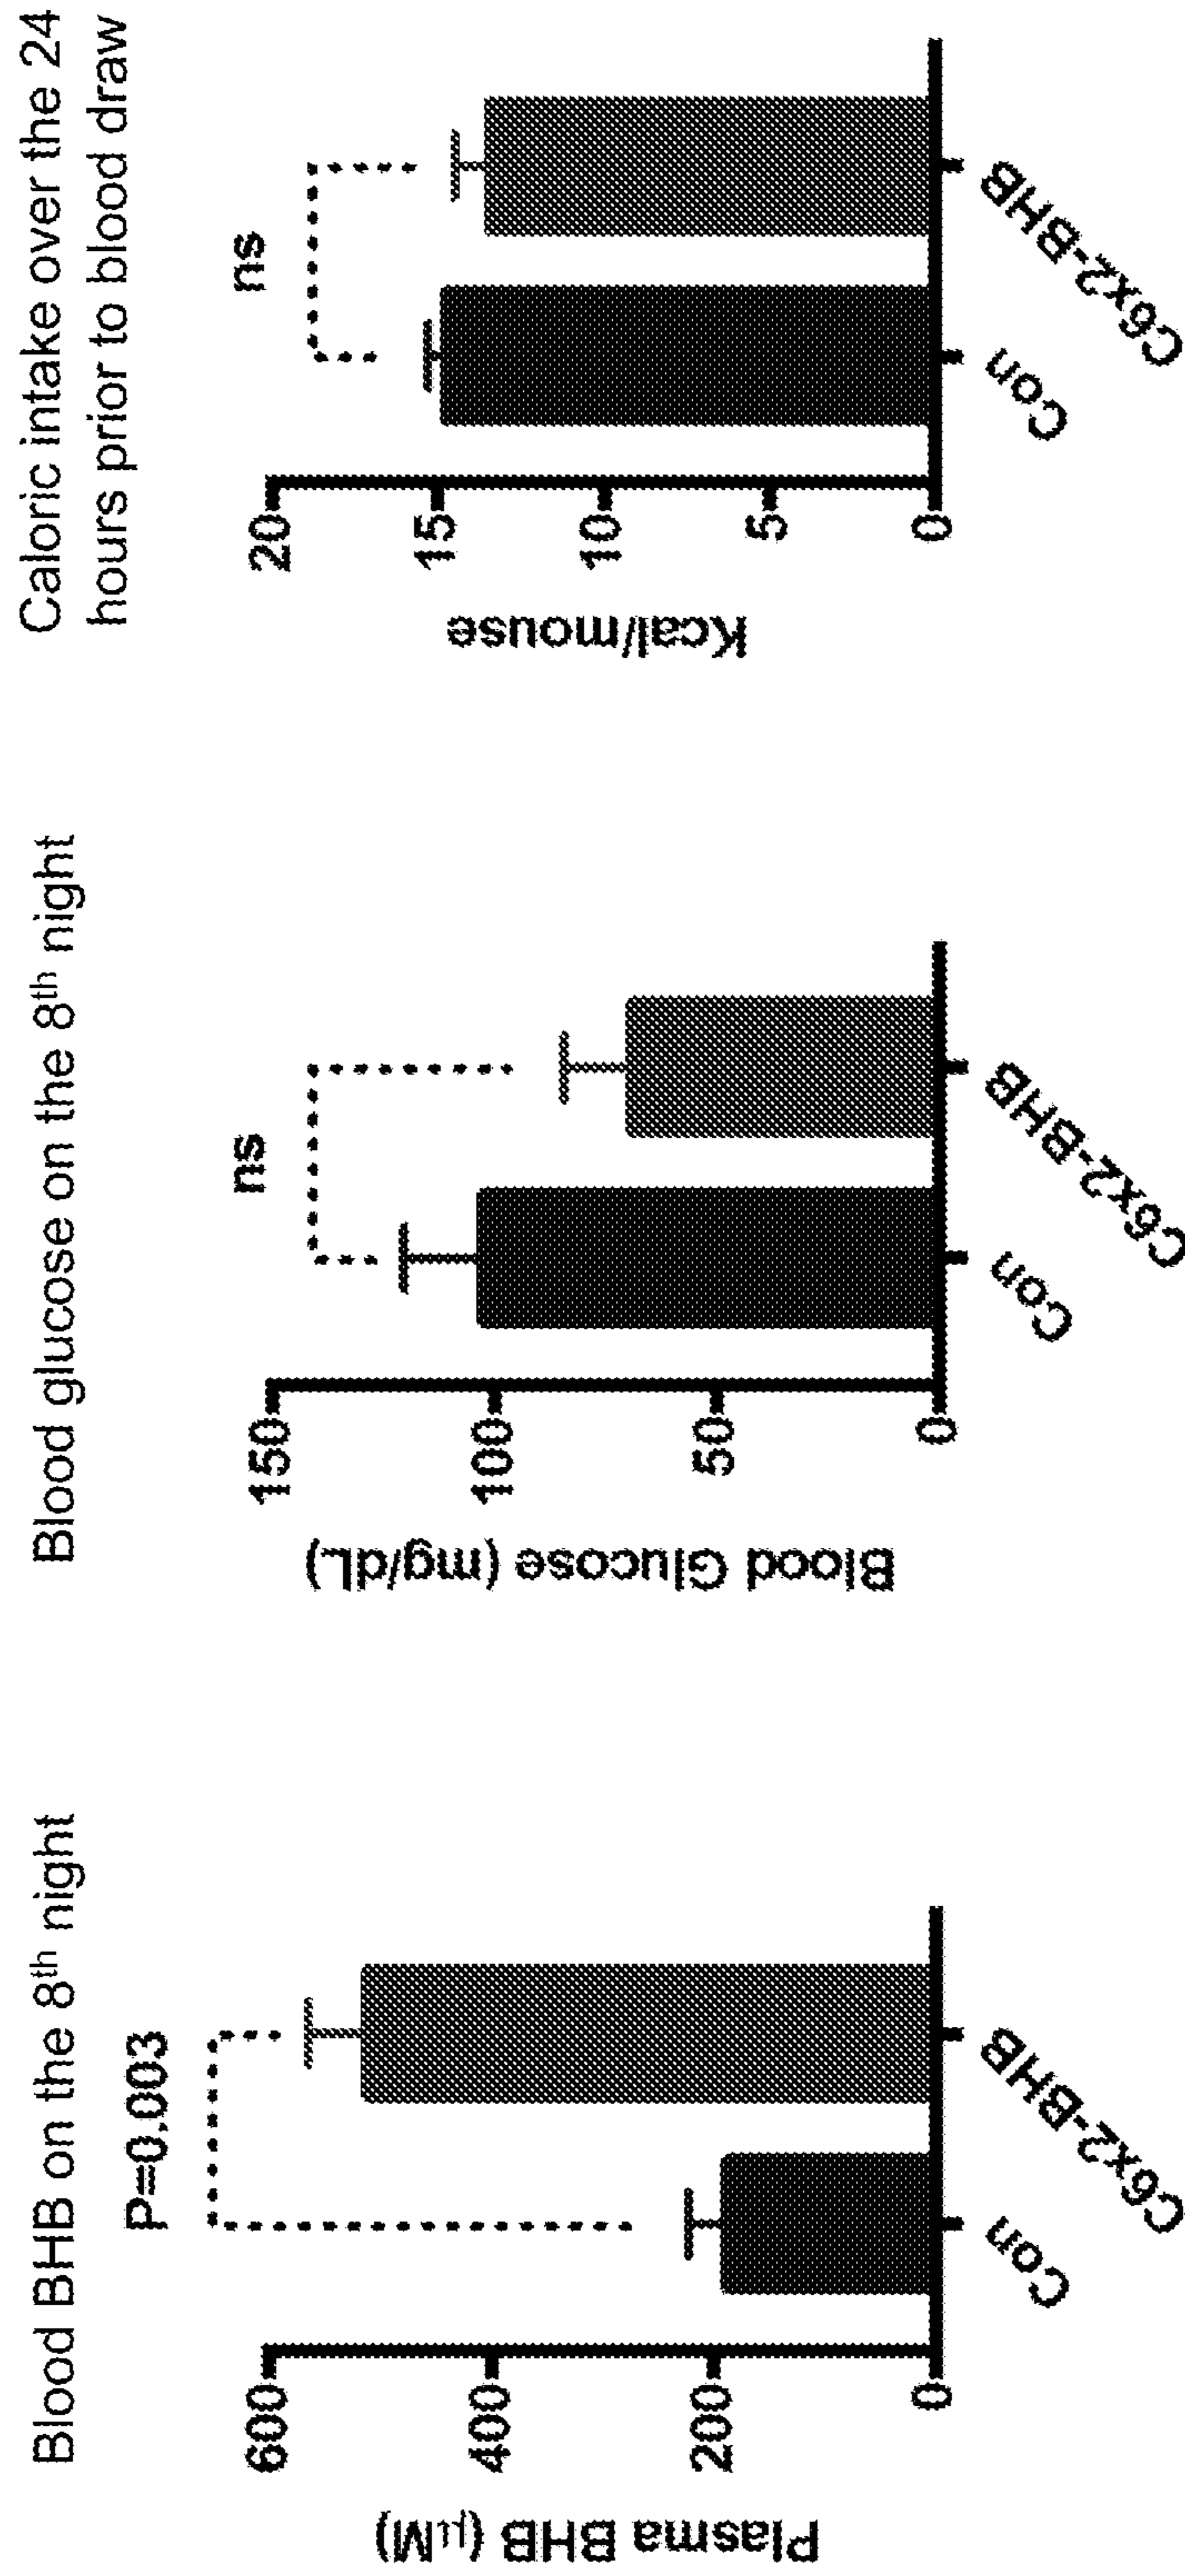 Blood BHB on the 8th night
P=0.003
Plasma BHB (μM)
600
400
200
0
Con
C6x2-BHB
Blood glucose on the 8th night
ns
Blood Glucose (mg/dL)
150
100
50
0
Con
C6x2-BHB
Caloric intake over the 24
hours prior to blood draw
ns
Kcal/mouse
20
15
10
5
0
Con
C6x2-BHB